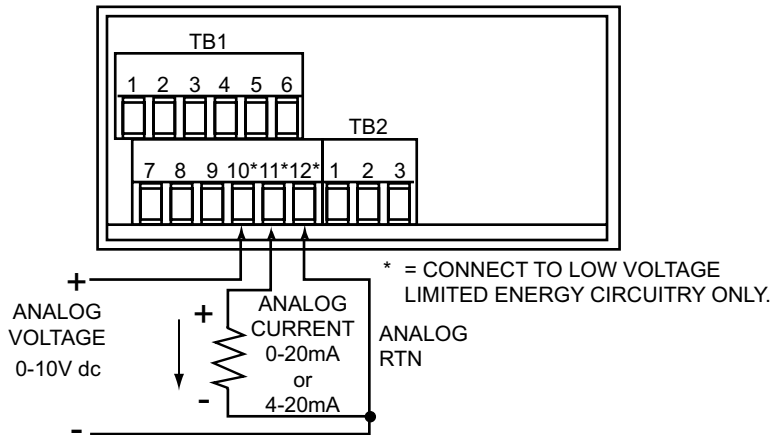 TB1
1 2 3 4 5 6
TB2
7 8 9 10* 11* 12* 1 2 3
* = CONNECT TO LOW VOLTAGE
LIMITED ENERGY CIRCUITRY ONLY.
+
ANALOG
VOLTAGE
0-10V dc
-
+
-
ANALOG
CURRENT
0-20mA
or
4-20mA
ANALOG
RTN